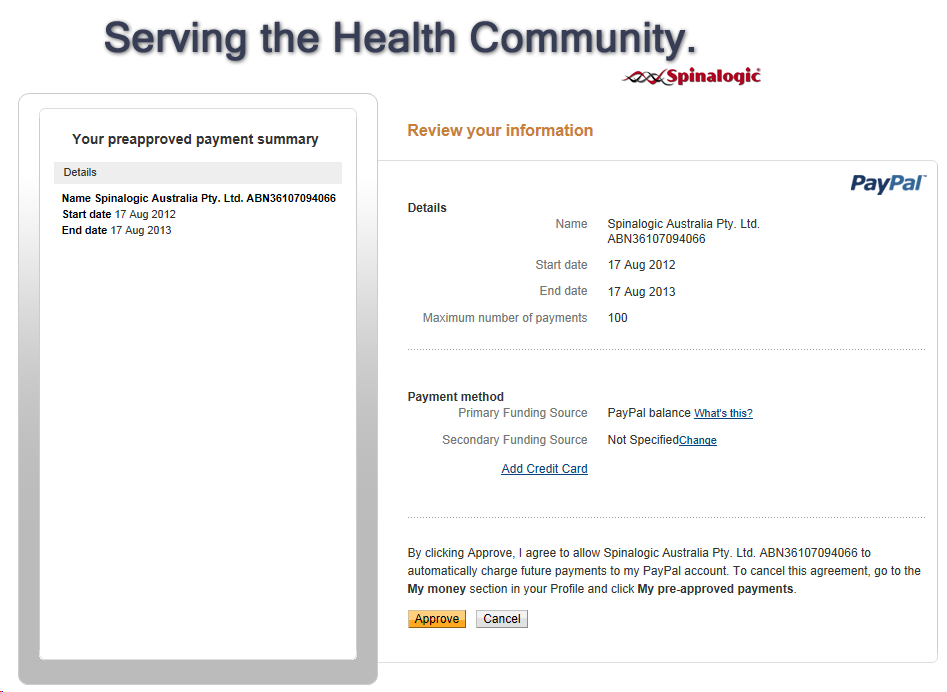 Serving the Health Community.
Spinalogic
Your preapproved payment summary
Details
Name Spinalogic Australia Pty. Ltd. ABN36107094066
Start date 17 Aug 2012
End date 17 Aug 2013
Review your information
PayPal
Details
Name Spinalogic Australia Pty. Ltd.
ABN36107094066
Start date 17 Aug 2012
End date 17 Aug 2013
Maximum number of payments 100
Payment method
Primary Funding Source PayPal balance What's this?
Secondary Funding Source Not SpecifiedChange
Add Credit Card
By clicking Approve, I agree to allow Spinalogic Australia Pty. Ltd. ABN36107094066 to
automatically charge future payments to my PayPal account. To cancel this agreement, go to the
My money section in your Profile and click My pre-approved payments.
Approve Cancel